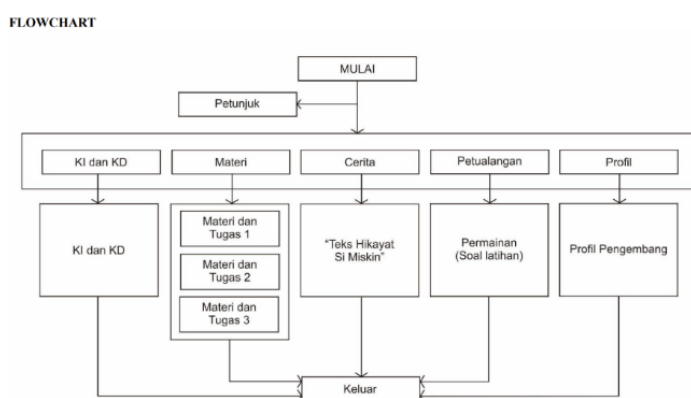 FLOWCHART
MULAI
Petunjuk
KI dan KD
Materi
Cerita
Petualangan
Profil
KI dan KD
Materi dan
Tugas 1
Materi dan
Tugas 2
Materi dan
Tugas 3
"Teks Hikayat
Si Miskin"
Permainan
(Soal latihan)
Profil Pengembang
Keluar